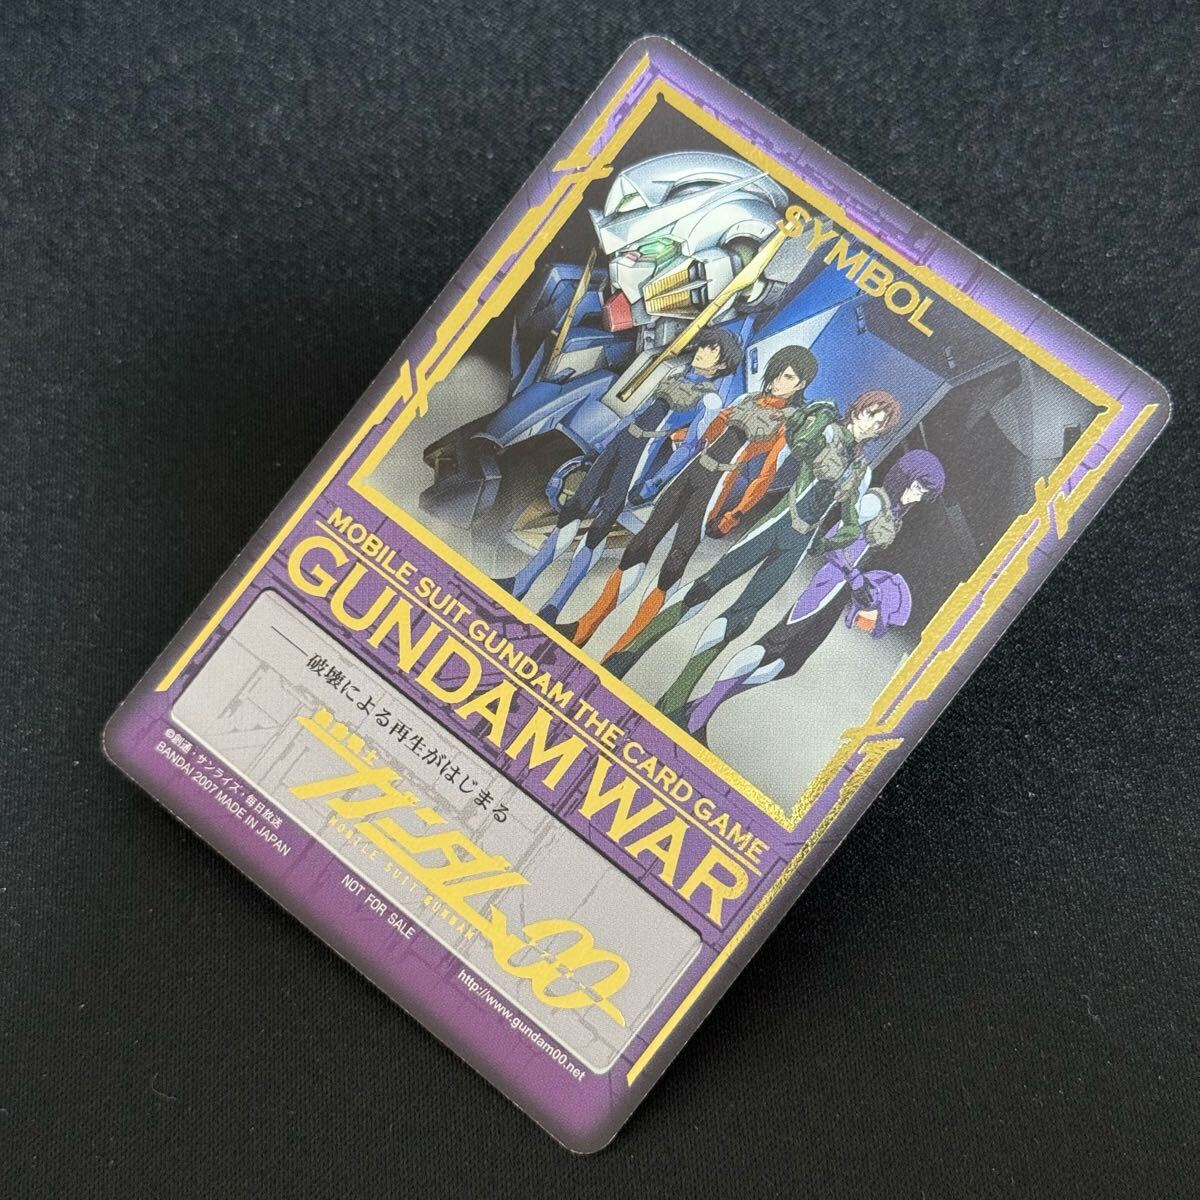 SYMBOL
MOBILE SUIT GUNDAM THE CARD GAME
GUNDAM WAR
――破壊による再生がはじまる
機動戦士
ガンダム00
MOBILE SUIT GUNDAM
©創通・サンライズ・毎日放送
BANDAI 2007 MADE IN JAPAN
NOT FOR SALE
http://www.gundam00.net